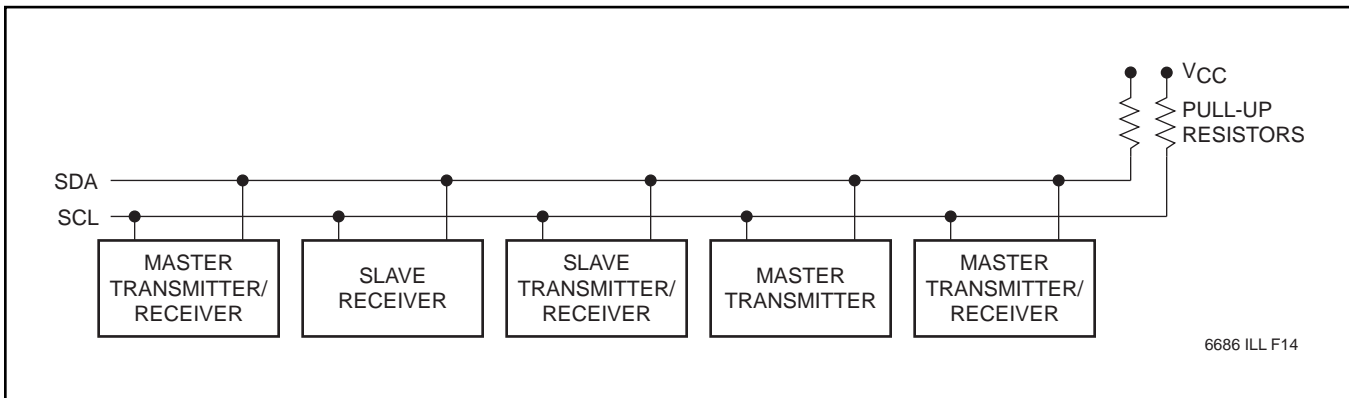 VCC
PULL-UP
RESISTORS
SDA
SCL
MASTER
TRANSMITTER/
RECEIVER
SLAVE
RECEIVER
SLAVE
TRANSMITTER/
RECEIVER
MASTER
TRANSMITTER
MASTER
TRANSMITTER/
RECEIVER
6686 ILL F14